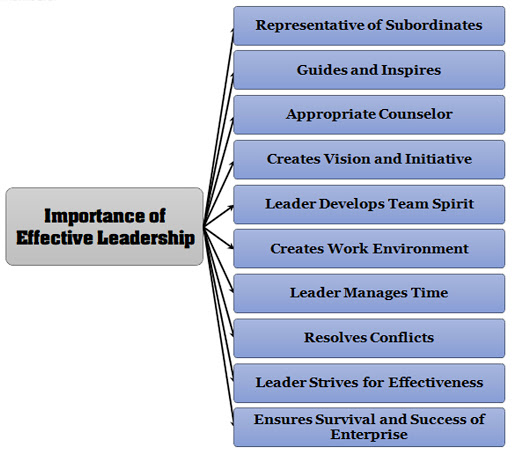 Importance of
Effective Leadership
Representative of Subordinates
Guides and Inspires
Appropriate Counselor
Creates Vision and Initiative
Leader Develops Team Spirit
Creates Work Environment
Leader Manages Time
Resolves Conflicts
Leader Strives for Effectiveness
Ensures Survival and Success of
Enterprise